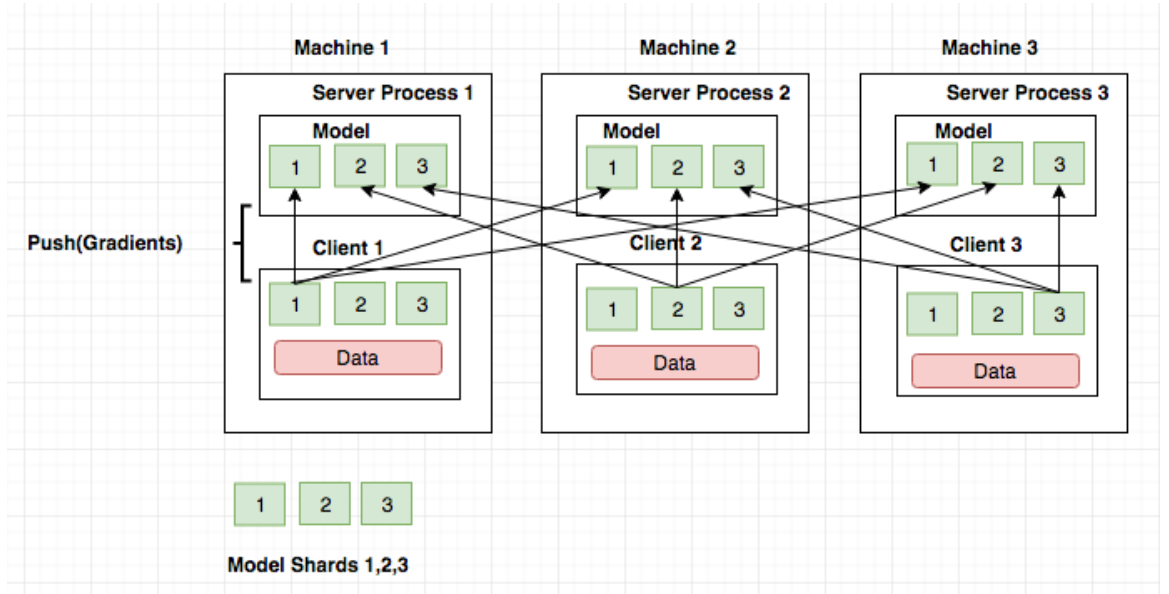 Machine 1
Machine 2
Machine 3
Server Process 1
Server Process 2
Server Process 3
Model
Model
Model
1 2 3
1 2 3
1 2 3
Push(Gradients)
Client 1
Client 2
Client 3
1 2 3
1 2 3
1 2 3
Data
Data
Data
1 2 3
Model Shards 1,2,3